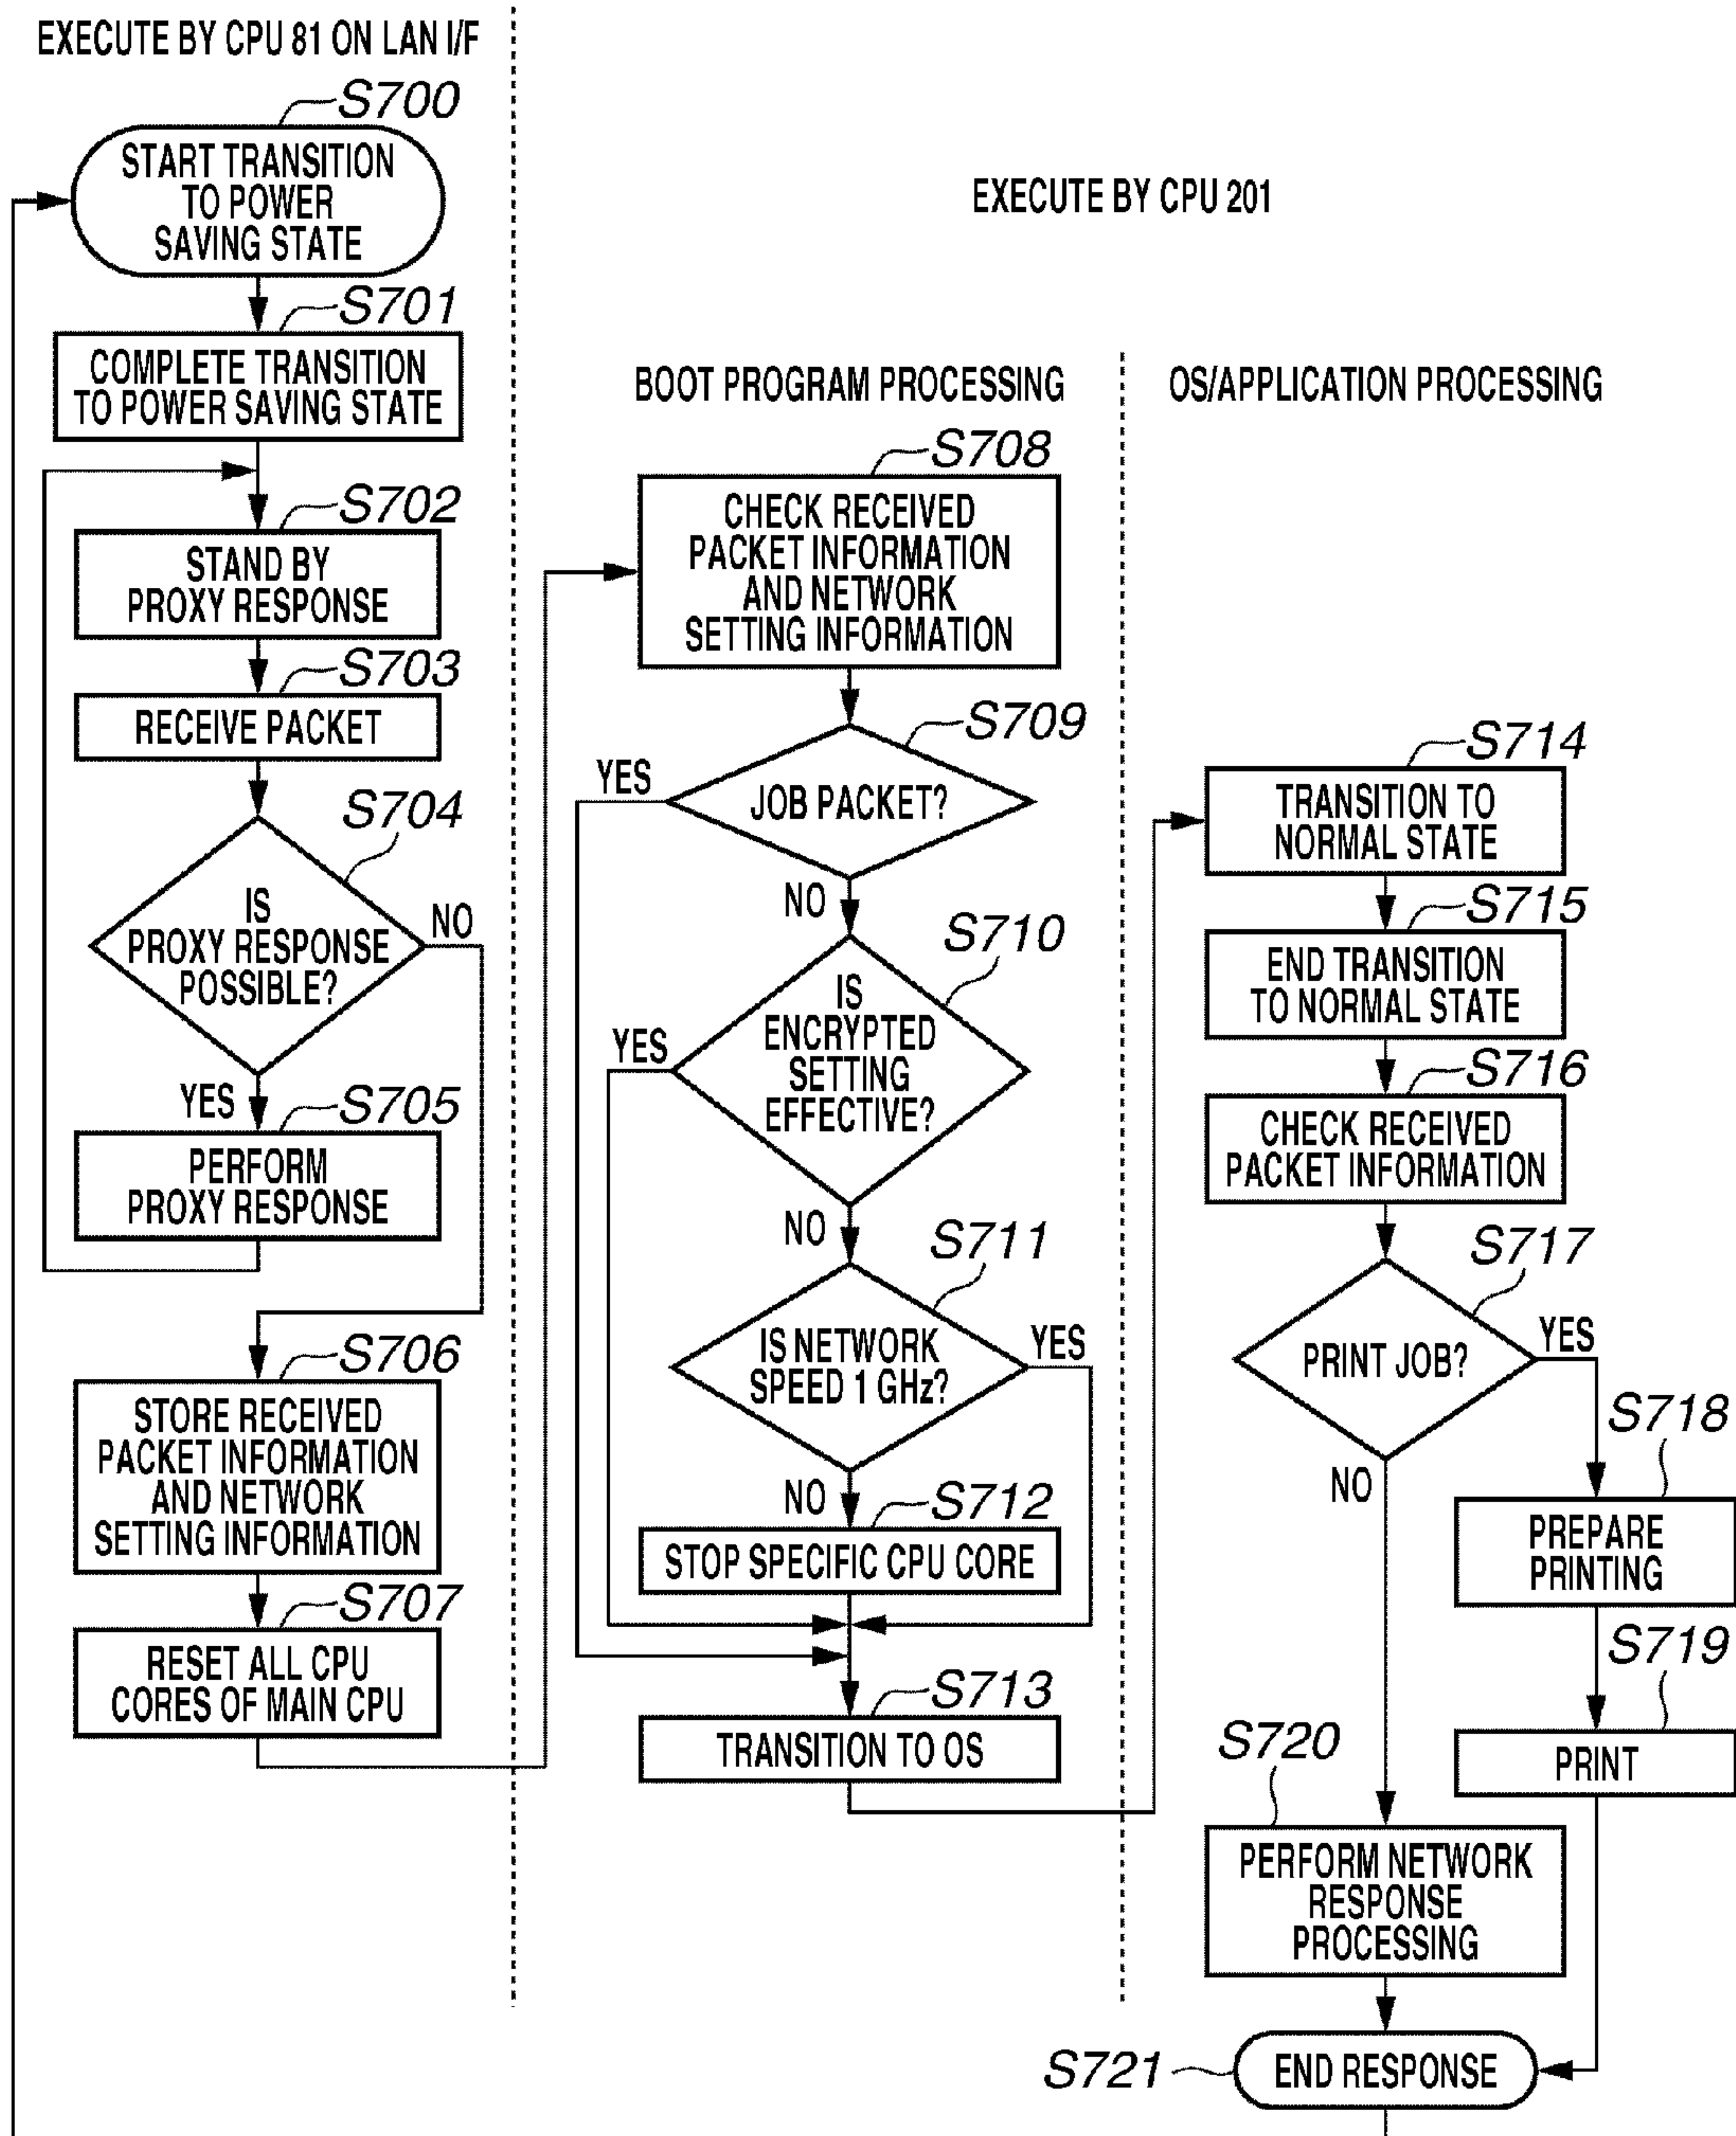 EXECUTE BY CPU 81 ON LAN I/F
S700
START TRANSITION
TO POWER
SAVING STATE
S701
COMPLETE TRANSITION
TO POWER SAVING STATE
S702
STAND BY
PROXY RESPONSE
S703
RECEIVE PACKET
S704
IS
PROXY RESPONSE
POSSIBLE?
NO
YES
S705
PERFORM
PROXY RESPONSE
S706
STORE RECEIVED
PACKET INFORMATION
AND NETWORK
SETTING INFORMATION
S707
RESET ALL CPU
CORES OF MAIN CPU
EXECUTE BY CPU 201
BOOT PROGRAM PROCESSING
S708
CHECK RECEIVED
PACKET INFORMATION
AND NETWORK
SETTING INFORMATION
S709
YES
JOB PACKET?
NO
S710
YES
IS
ENCRYPTED
SETTING
EFFECTIVE?
NO
S711
IS NETWORK
SPEED 1 GHz?
YES
NO
S712
STOP SPECIFIC CPU CORE
S713
TRANSITION TO OS
OS/APPLICATION PROCESSING
S714
TRANSITION TO
NORMAL STATE
S715
END TRANSITION
TO NORMAL STATE
S716
CHECK RECEIVED
PACKET INFORMATION
S717
PRINT JOB?
YES
NO
S718
PREPARE
PRINTING
S719
PRINT
S720
PERFORM NETWORK
RESPONSE
PROCESSING
S721
END RESPONSE